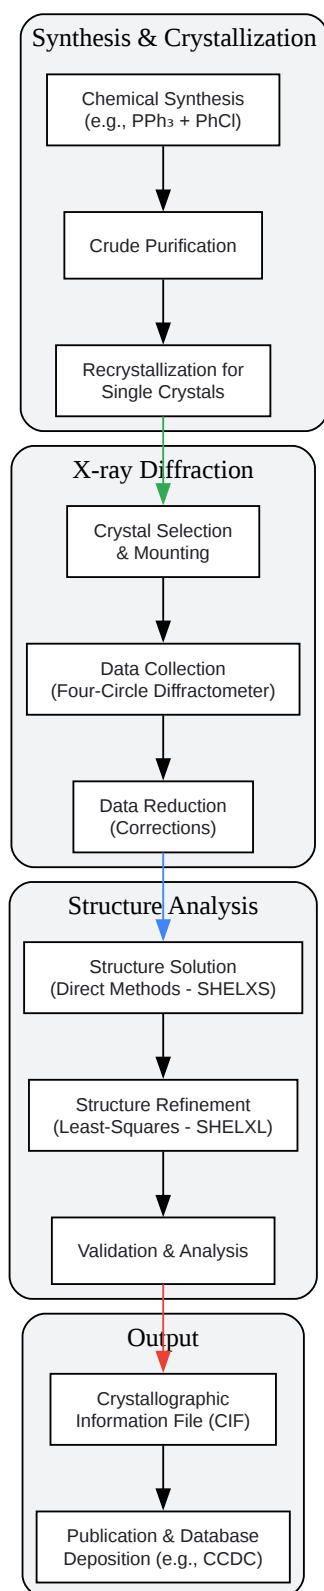 Synthesis & Crystallization
Chemical Synthesis
(e.g., PPh₃ + PhCl)
Crude Purification
Recrystallization for
Single Crystals
X-ray Diffraction
Crystal Selection
& Mounting
Data Collection
(Four-Circle Diffractometer)
Data Reduction
(Corrections)
Structure Analysis
Structure Solution
(Direct Methods - SHELXS)
Structure Refinement
(Least-Squares - SHELXL)
Validation & Analysis
Output
Crystallographic
Information File (CIF)
Publication & Database
Deposition (e.g., CCDC)